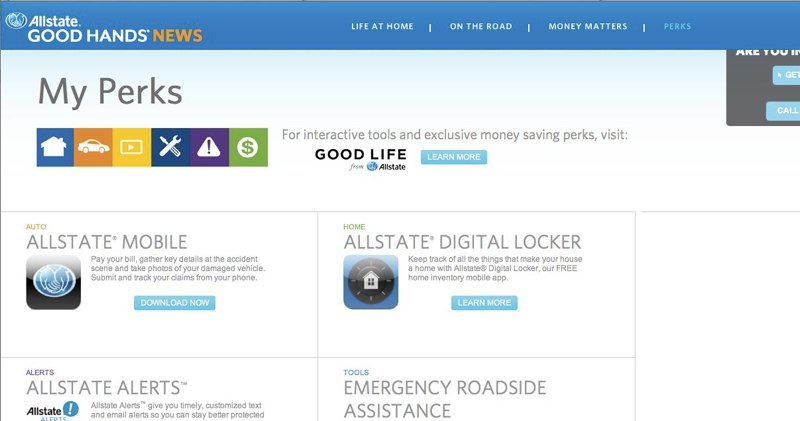 Allstate.
GOOD HANDS® NEWS
LIFE AT HOME | ON THE ROAD | MONEY MATTERS | PERKS
ARE YOU IN
GET
CALL
My Perks
For interactive tools and exclusive money saving perks, visit:
GOOD LIFE
from Allstate
LEARN MORE
AUTO
ALLSTATE® MOBILE
Pay your bill, gather key details at the accident
scene and take photos of your damaged vehicle.
Submit and track your claims from your phone.
DOWNLOAD NOW
HOME
ALLSTATE® DIGITAL LOCKER
Keep track of all the things that make your house
a home with Allstate® Digital Locker, our FREE
home inventory mobile app.
LEARN MORE
ALERTS
ALLSTATE ALERTS™
Allstate
ALERTS
Allstate Alerts™ give you timely, customized text
and email alerts so you can stay better protected
TOOLS
EMERGENCY ROADSIDE
ASSISTANCE